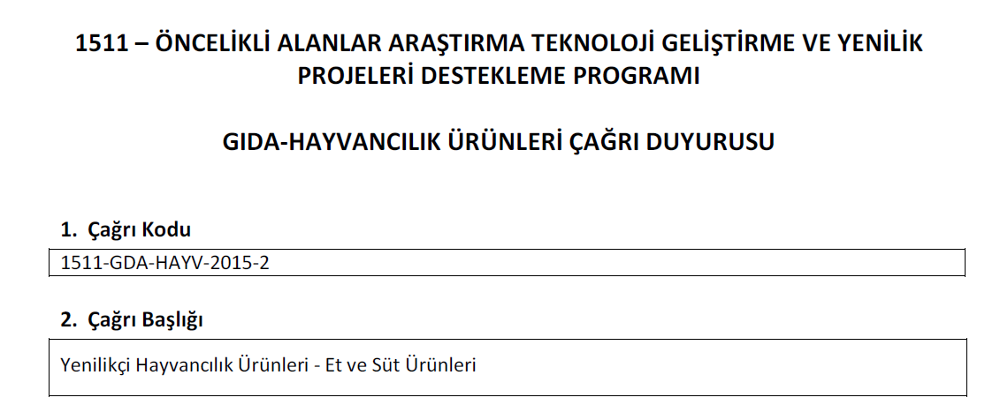 1511 – ÖNCELİKLİ ALANLAR ARAŞTIRMA TEKNOLOJİ GELİŞTİRME VE YENİLİK
PROJELERİ DESTEKLEME PROGRAMI
GIDA-HAYVANCILIK ÜRÜNLERİ ÇAĞRI DUYURUSU
1. Çağrı Kodu
1511-GDA-HAYV-2015-2
2. Çağrı Başlığı
Yenilikçi Hayvancılık Ürünleri - Et ve Süt Ürünleri